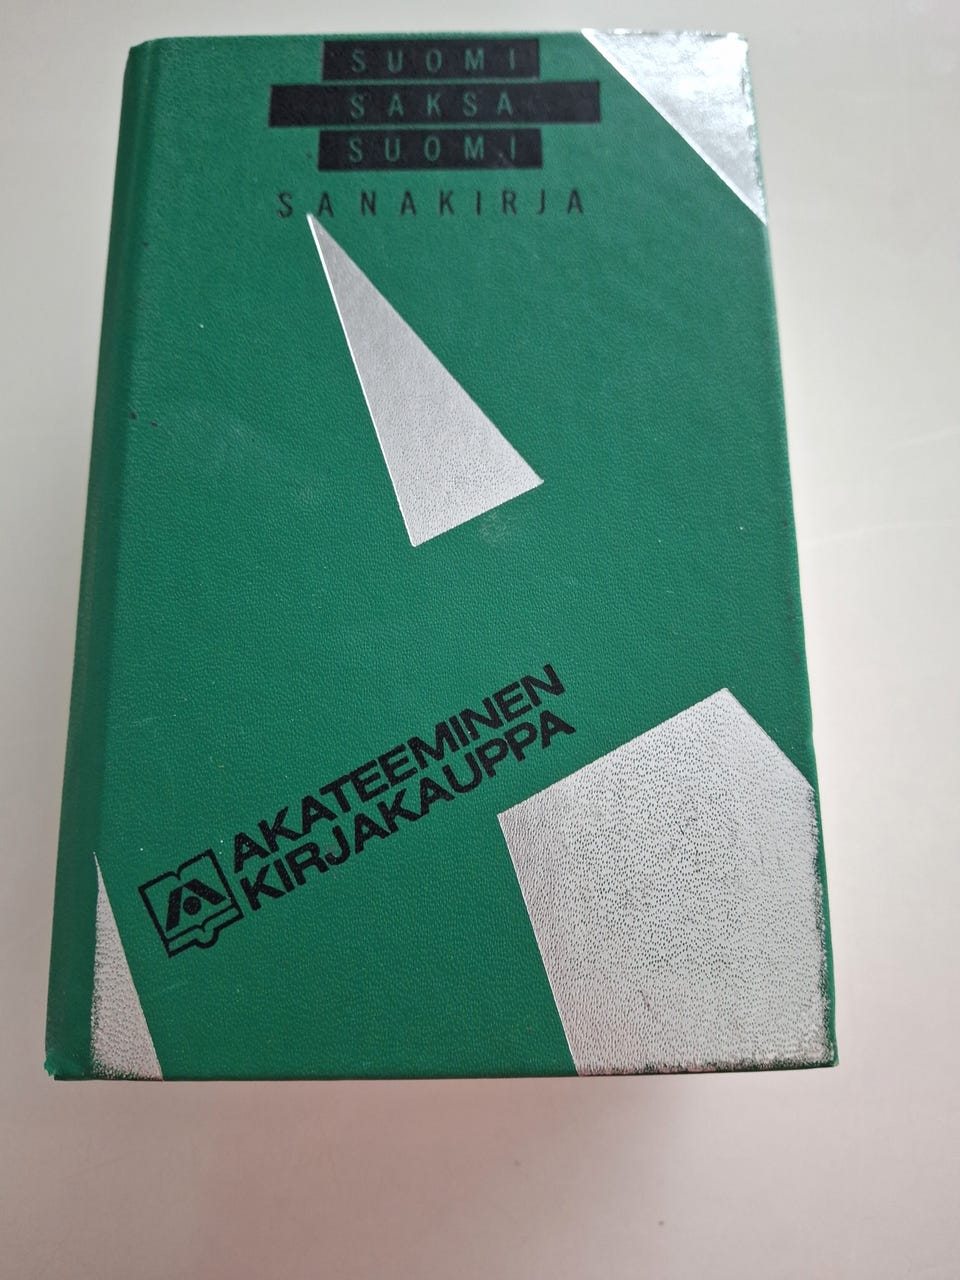 SUOMI
SAKSA
SUOMI
SANAKIRJA
AKATEEMINEN
KIRJAKAUPPA